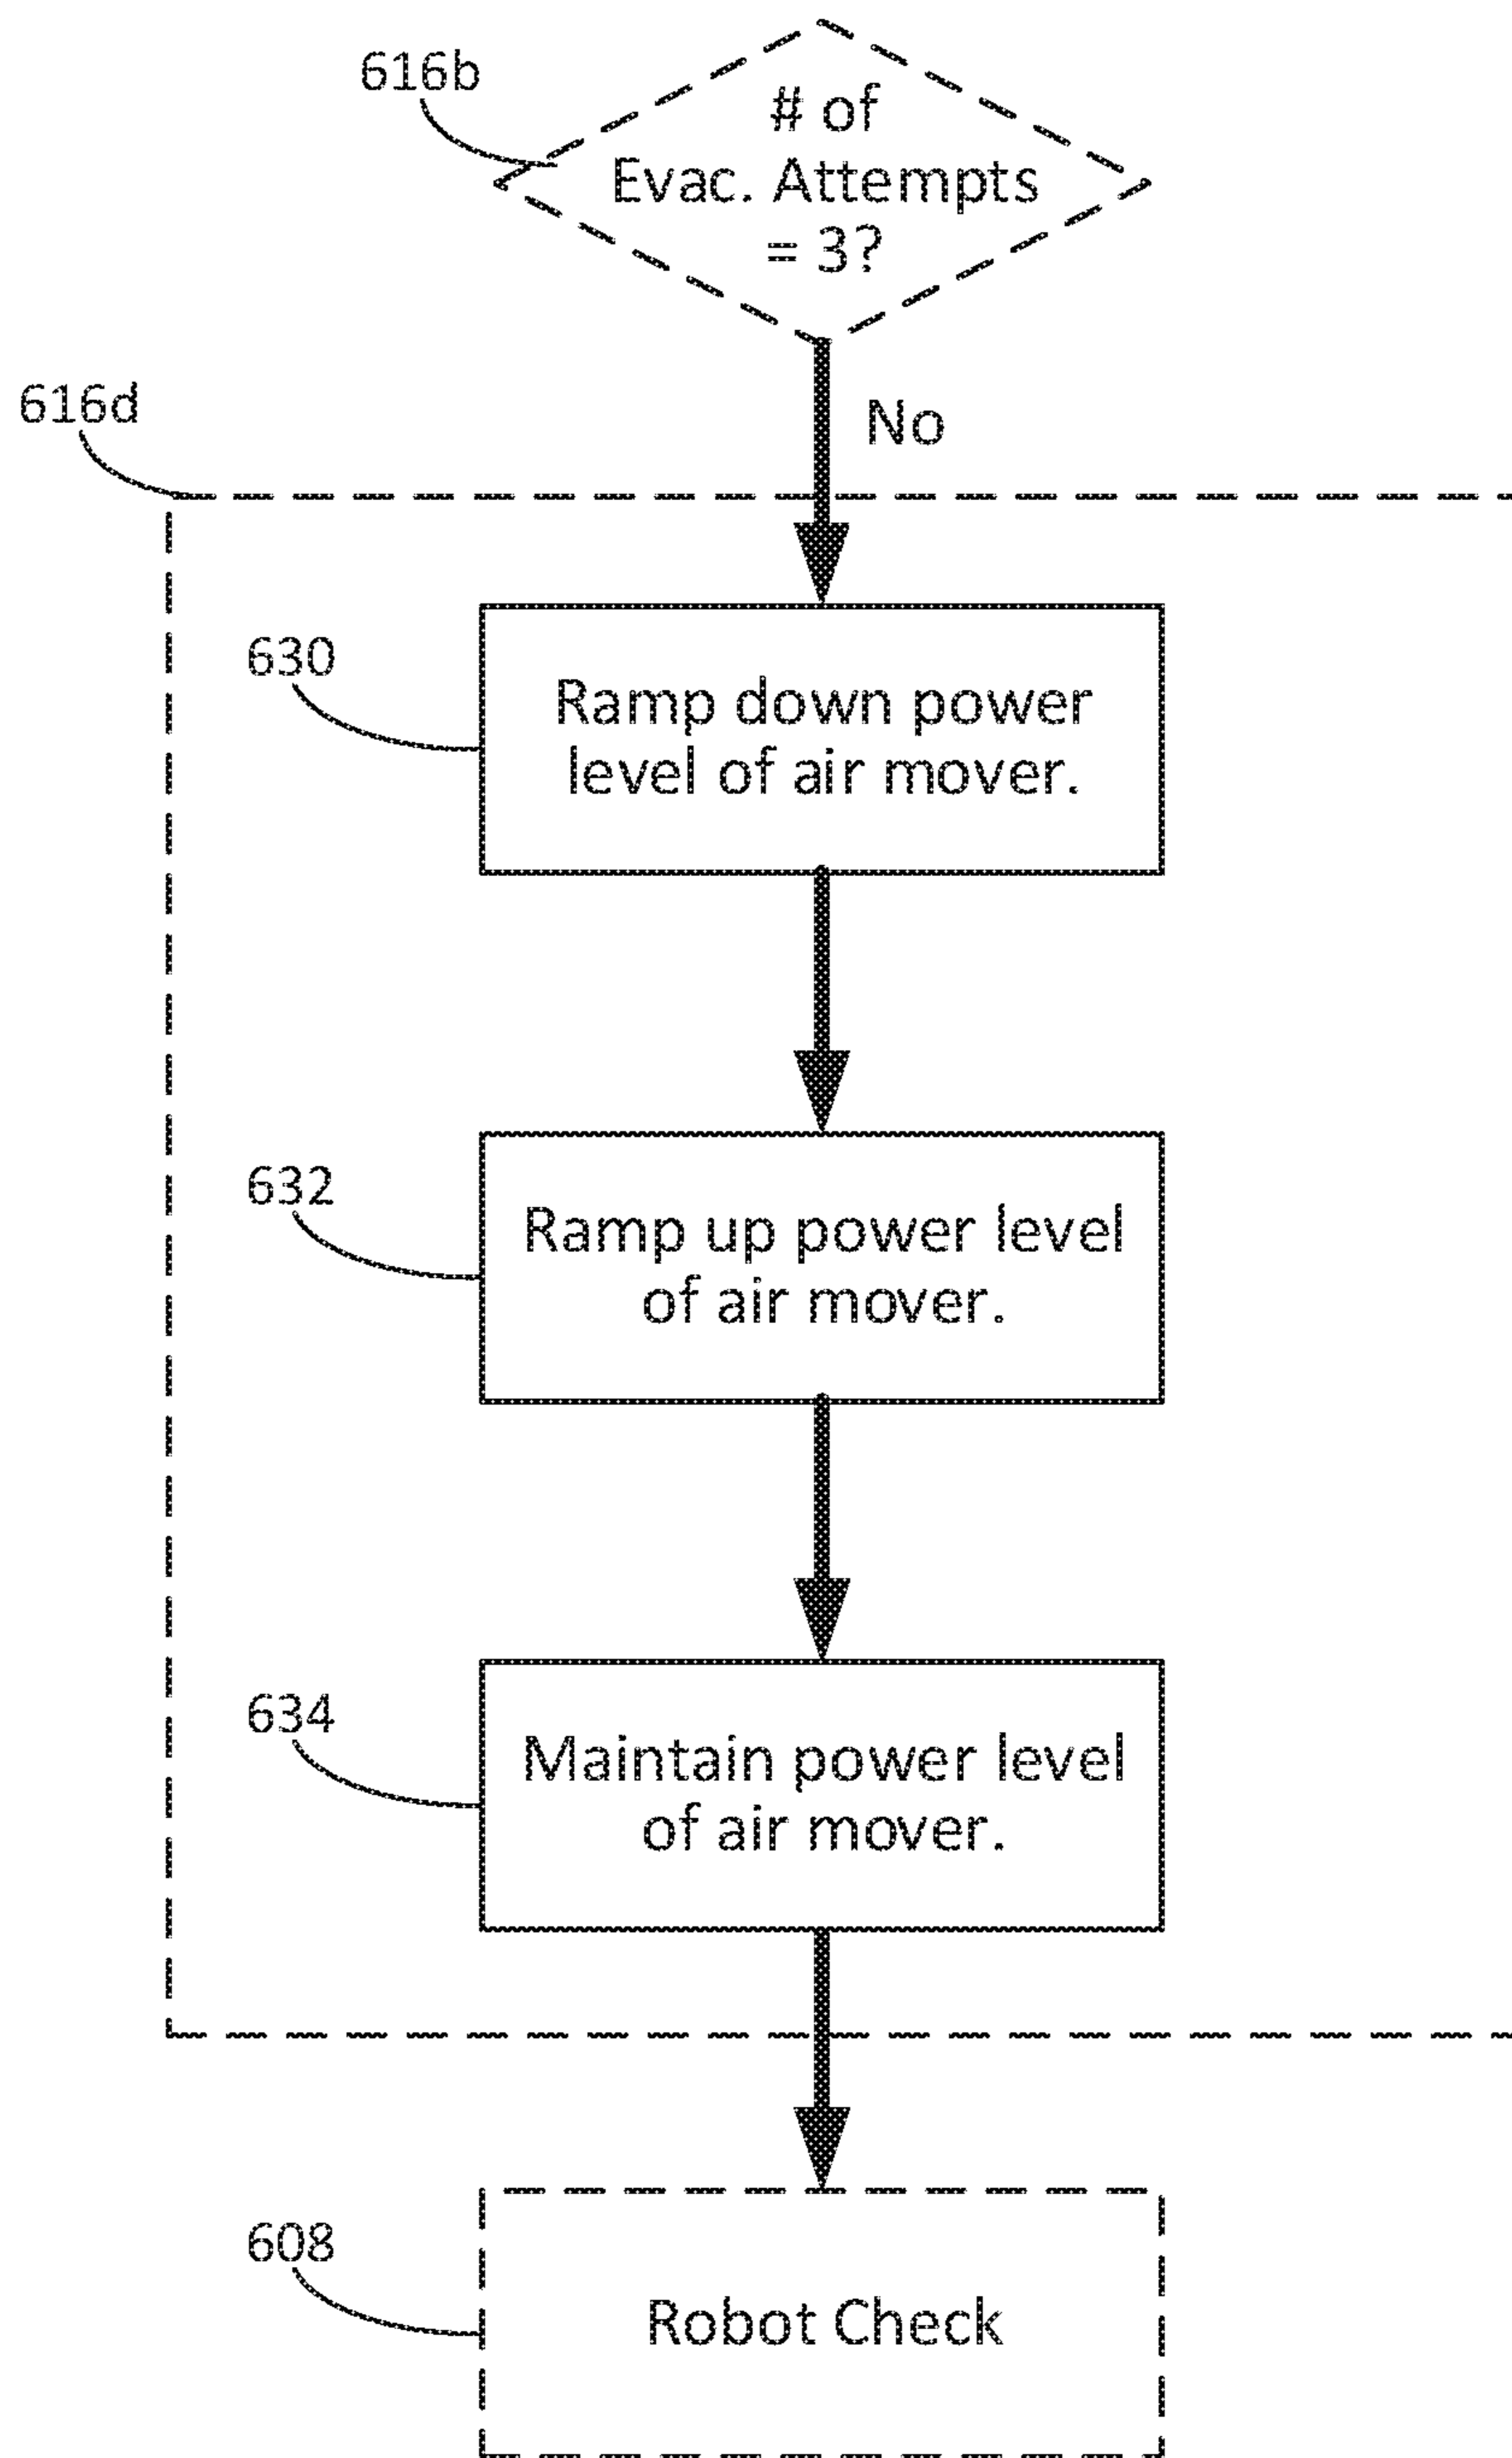 616b
# of
Evac. Attempts
= 3?
616d
No
630
Ramp down power
level of air mover.
632
Ramp up power level
of air mover.
634
Maintain power level
of air mover.
608
Robot Check